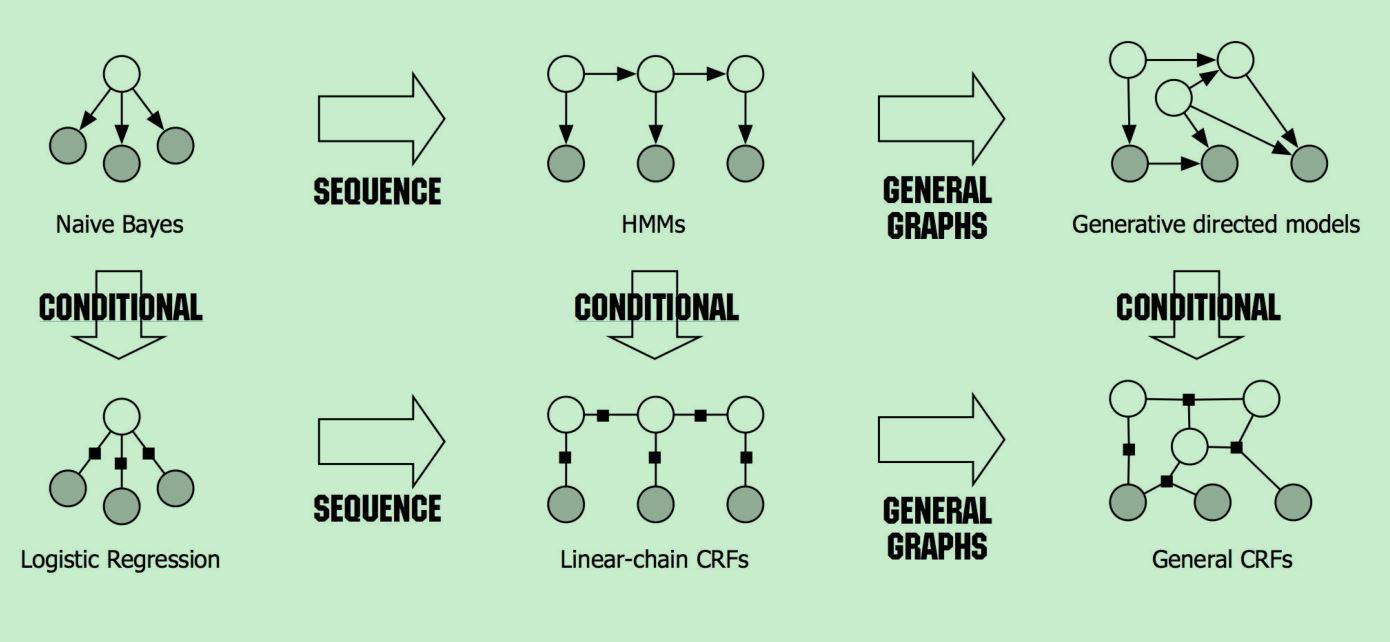 SEQUENCE
GENERAL
GRAPHS
Naive Bayes
HMMs
Generative directed models
CONDITIONAL
CONDITIONAL
CONDITIONAL
SEQUENCE
GENERAL
GRAPHS
Logistic Regression
Linear-chain CRFs
General CRFs